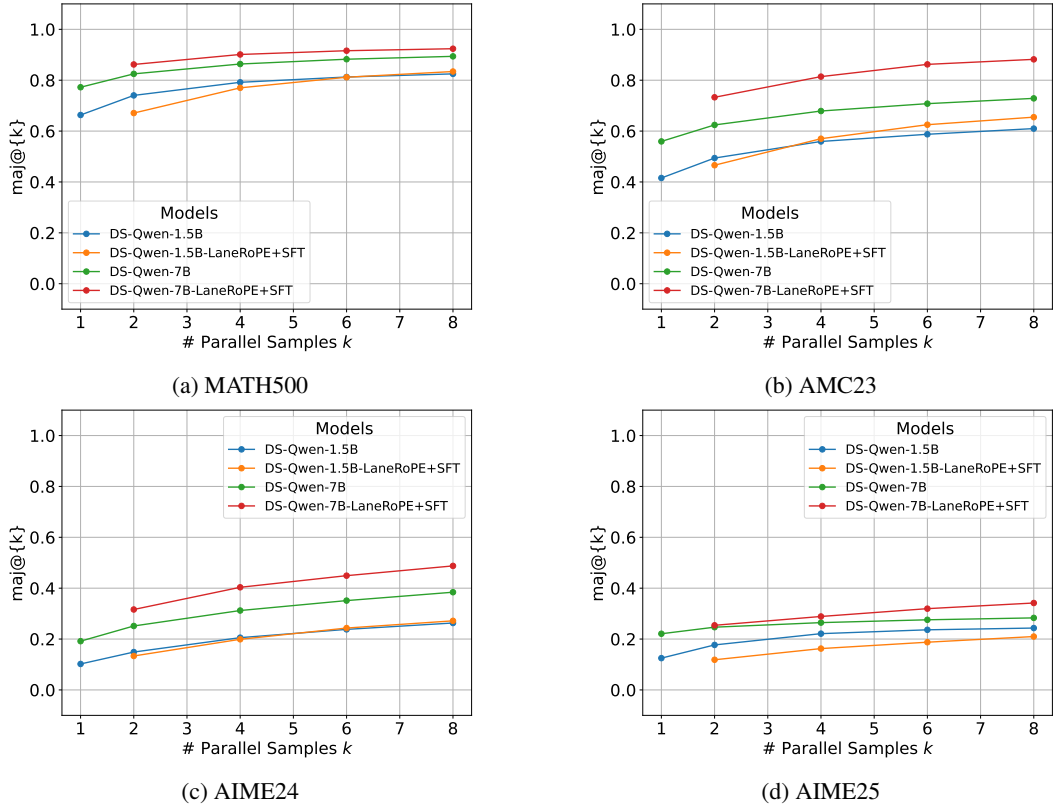 1.0
0.8
0.6
0.4
0.2
0.0
maj@{k}
Models
DS-Qwen-1.5B
DS-Qwen-1.5B-LaneRoPE+SFT
DS-Qwen-7B
DS-Qwen-7B-LaneRoPE+SFT
1 2 3 4 5 6 7 8
# Parallel Samples k
(a) MATH500
1.0
0.8
0.6
0.4
0.2
0.0
maj@{k}
Models
DS-Qwen-1.5B
DS-Qwen-1.5B-LaneRoPE+SFT
DS-Qwen-7B
DS-Qwen-7B-LaneRoPE+SFT
1 2 3 4 5 6 7 8
# Parallel Samples k
(b) AMC23
1.0
0.8
0.6
0.4
0.2
0.0
maj@{k}
Models
DS-Qwen-1.5B
DS-Qwen-1.5B-LaneRoPE+SFT
DS-Qwen-7B
DS-Qwen-7B-LaneRoPE+SFT
1 2 3 4 5 6 7 8
# Parallel Samples k
(c) AIME24
1.0
0.8
0.6
0.4
0.2
0.0
maj@{k}
Models
DS-Qwen-1.5B
DS-Qwen-1.5B-LaneRoPE+SFT
DS-Qwen-7B
DS-Qwen-7B-LaneRoPE+SFT
1 2 3 4 5 6 7 8
# Parallel Samples k
(d) AIME25